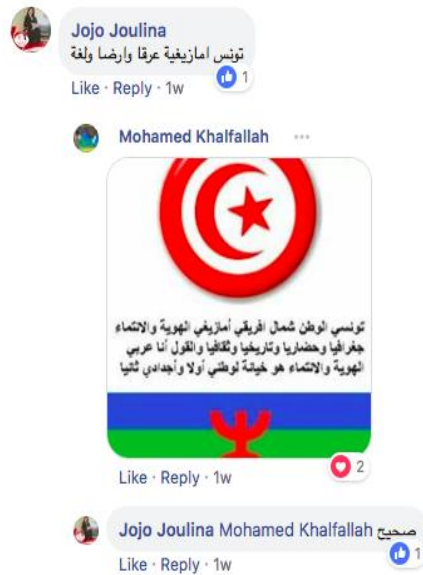 Jojo Joulina
تونس امازيغية عرقا وارضا ولغة
Like · Reply · 1w
1
Mohamed Khalfallah
تونسي الوطن شمال افريقي أمازيغي الهوية والانتماء
جغرافيا وحضاريا وتاريخيا وثقافيا والقول أنا عربي
الهوية والانتماء هو خيانة لوطني أولا وأجدادي ثانيا
2
Like · Reply · 1w
Jojo Joulina Mohamed Khalfallah صحيح
1
Like · Reply · 1w